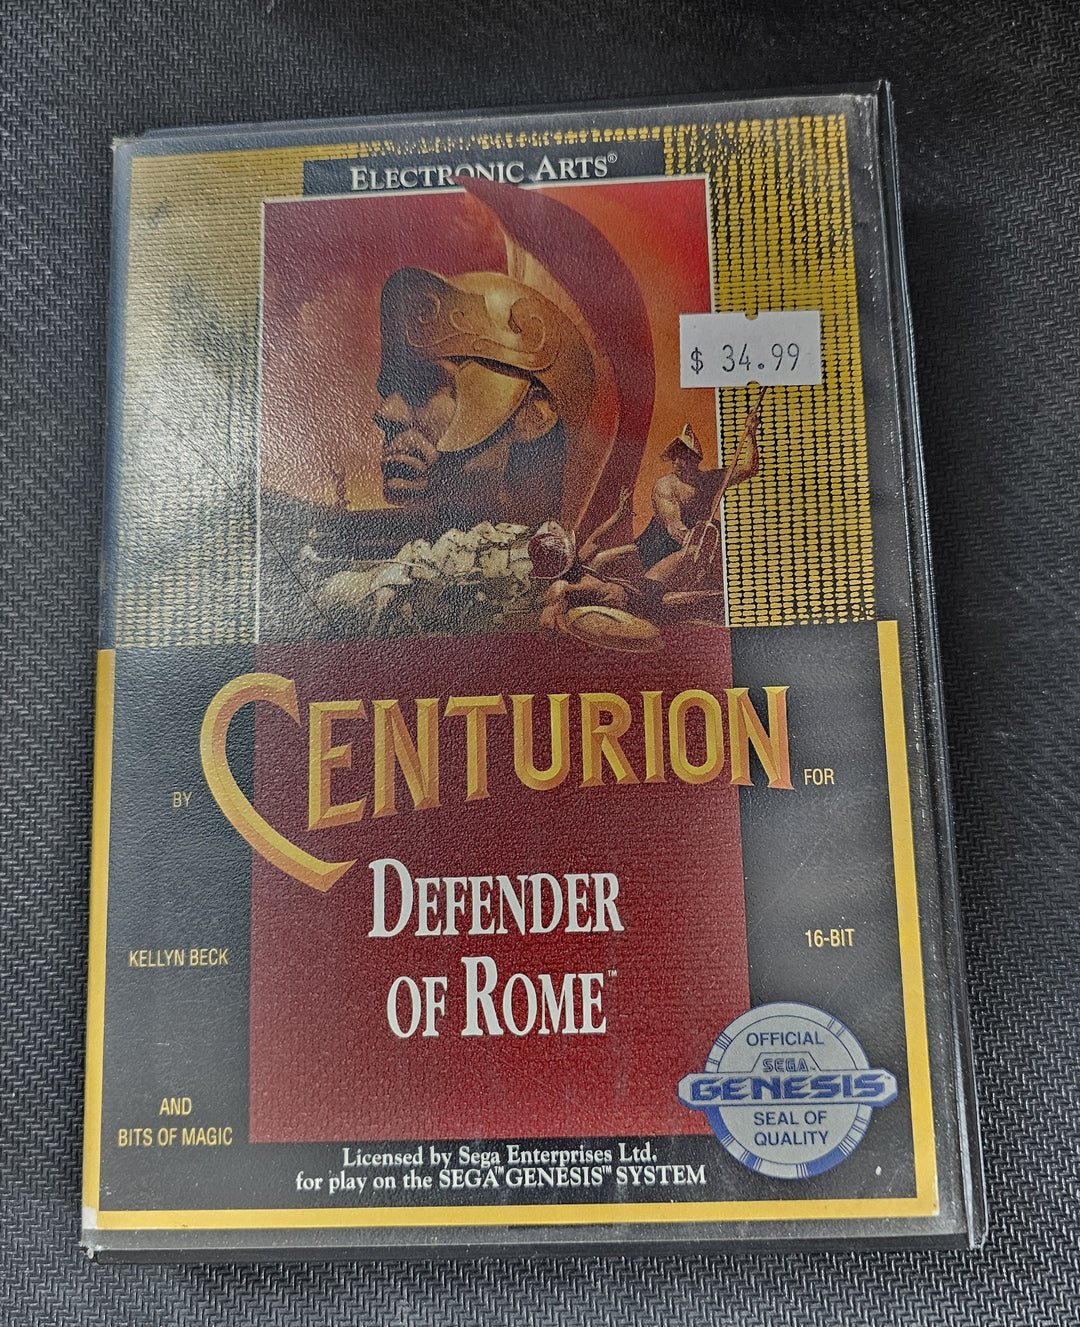 ELECTRONIC ARTS®
$ 34.99
CENTURION
BY
FOR
DEFENDER
OF ROME™
KELLYN BECK
16-BIT
AND
BITS OF MAGIC
OFFICIAL
SEGA™
GENESIS
SEAL OF
QUALITY
Licensed by Sega Enterprises Ltd.
for play on the SEGA™ GENESIS™ SYSTEM